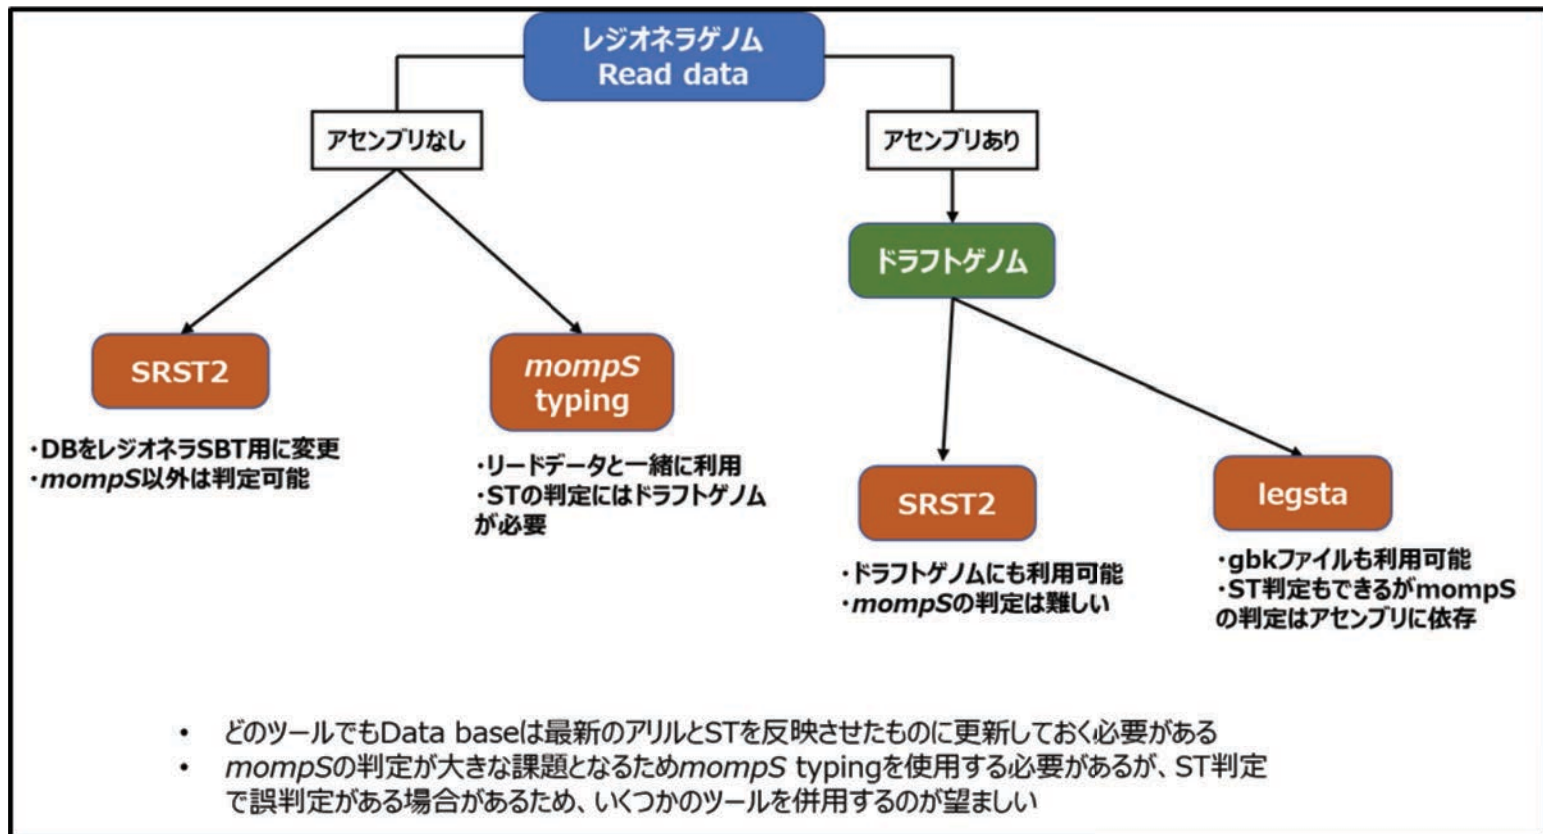 レジオネラゲノム
Read data
アセンブリなし
アセンブリあり
ドラフトゲノム
SRST2
・DBをレジオネラSBT用に変更
・mompS以外は判定可能
mompS
typing
・リードデータと一緒に利用
・STの判定にはドラフトゲノム
が必要
SRST2
・ドラフトゲノムにも利用可能
・mompSの判定は難しい
legsta
・gbkファイルも利用可能
・ST判定もできるがmompS
の判定はアセンブリに依存
• どのツールでもData baseは最新のアリルとSTを反映させたものに更新しておく必要がある
• mompSの判定が大きな課題となるためmompS typingを使用する必要があるが、ST判定
で誤判定がある場合があるため、いくつかのツールを併用するのが望ましい